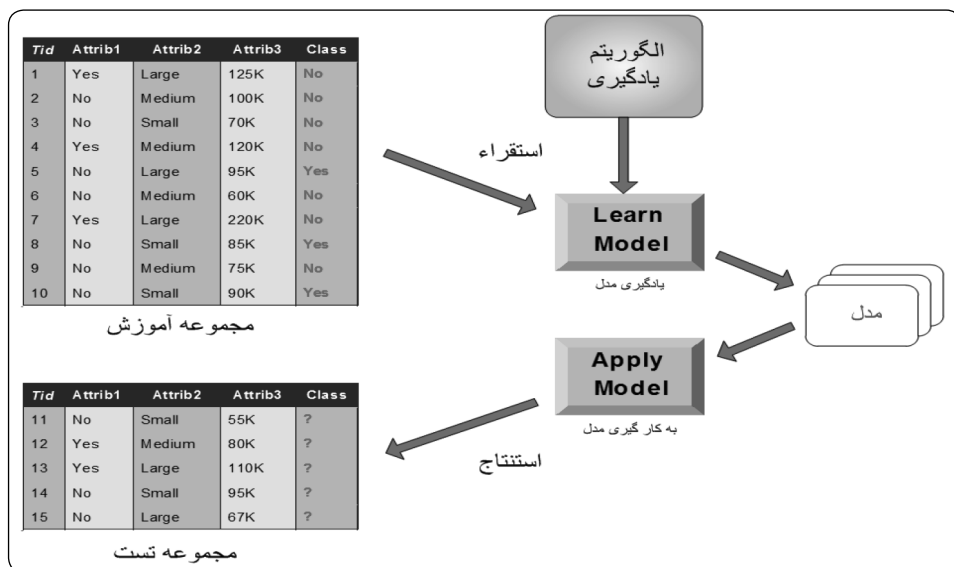 Tid Attrib1 Attrib2 Attrib3 Class
1 Yes Large 125K No
2 No Medium 100K No
3 No Small 70K No
4 Yes Medium 120K No
5 No Large 95K Yes
6 No Medium 60K No
7 Yes Large 220K No
8 No Small 85K Yes
9 No Medium 75K No
10 No Small 90K Yes
مجموعه آموزش
الگوریتم
یادگیری
استقراء
Learn
Model
یادگیری مدل
مدل
Apply
Model
به کار گیری مدل
استنتاج
Tid Attrib1 Attrib2 Attrib3 Class
11 No Small 55K ?
12 Yes Medium 80K ?
13 Yes Large 110K ?
14 No Small 95K ?
15 No Large 67K ?
مجموعه تست